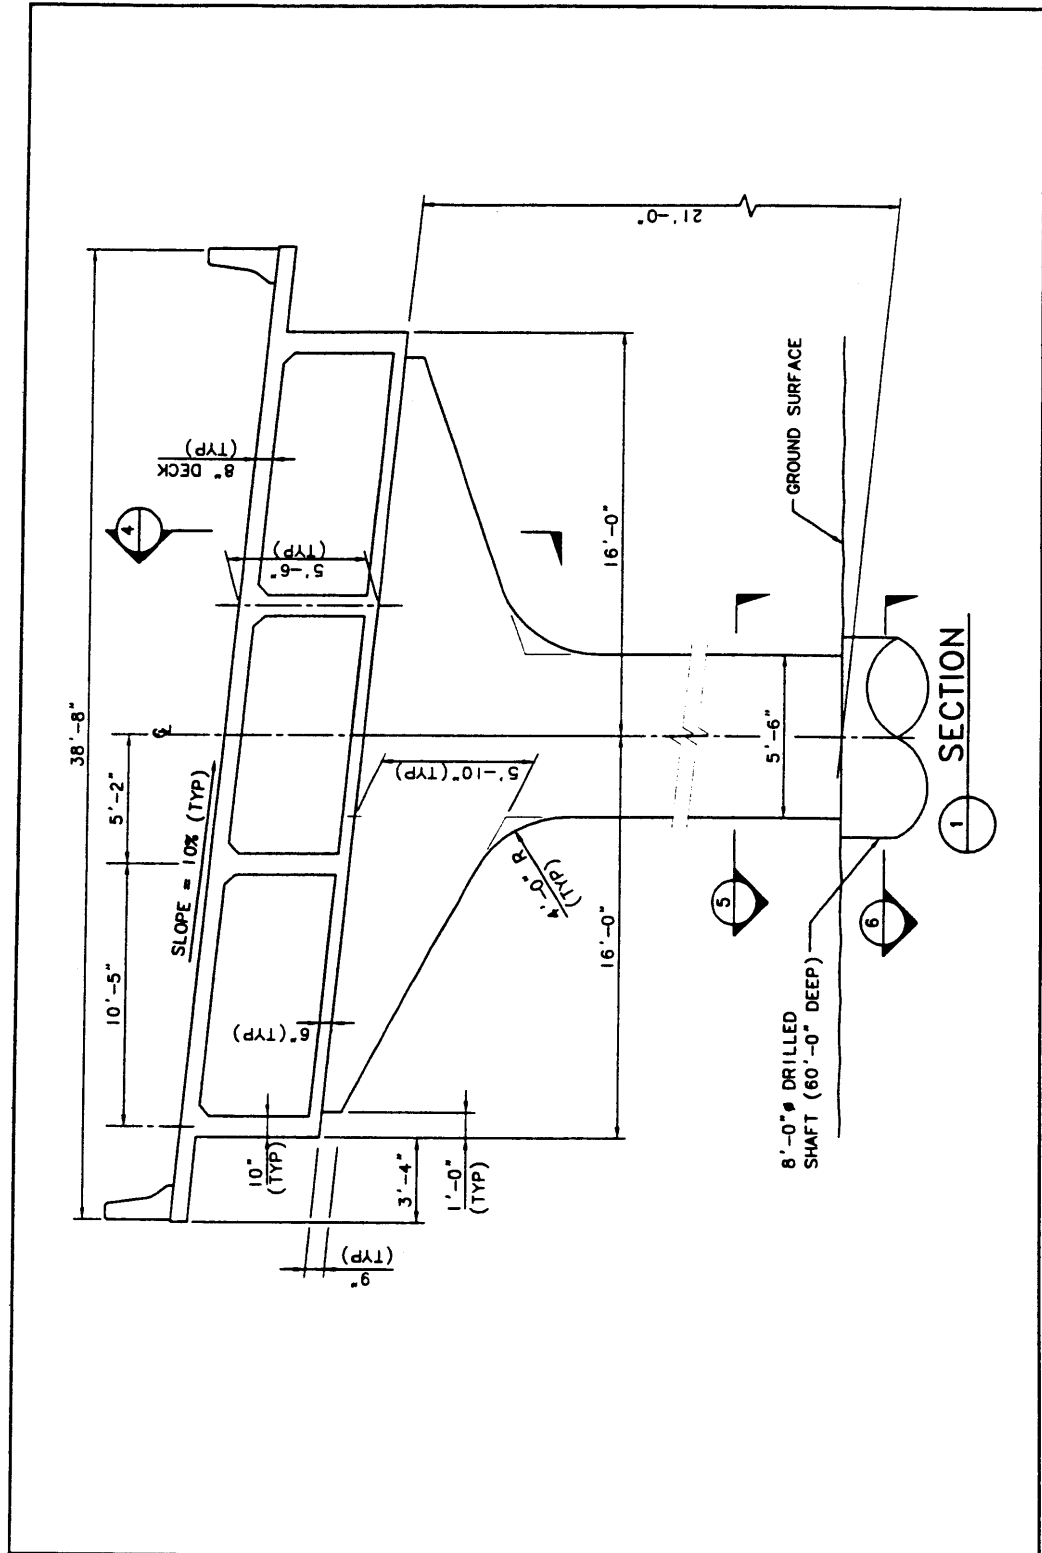 38'-8"
10'-5"
5'-2"
℄
SLOPE = 10% (TYP)
4
8" DECK
(TYP)
5'-6"
(TYP)
10"
(TYP)
6"(TYP)
5'-10"(TYP)
21'-0"
9"
(TYP)
3'-4"
1'-0"
(TYP)
4'-0" R
(TYP)
16'-0"
16'-0"
5'-6"
5
6
GROUND SURFACE
8'-0"ø DRILLED
SHAFT (60'-0" DEEP)
1
SECTION